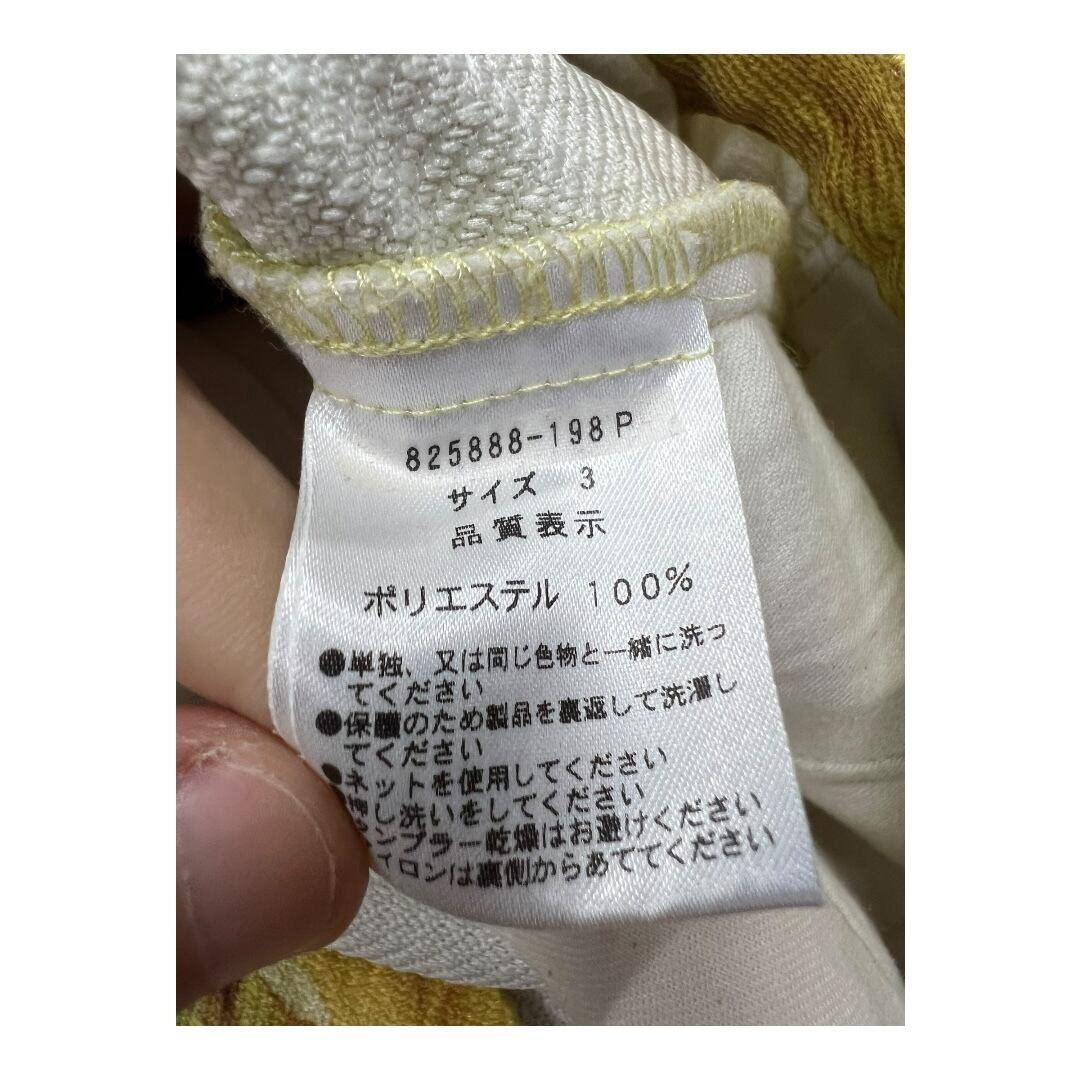 825888-198P
サイズ 3
品質表示
ポリエステル 100%
●単独、又は同じ色物と一緒に洗っ
てください
●保護のため製品を裏返して洗濯し
てください
●ネットを使用してください
押し洗いをしてください
ンブラー乾燥はお避けください
イロンは裏側からあててください